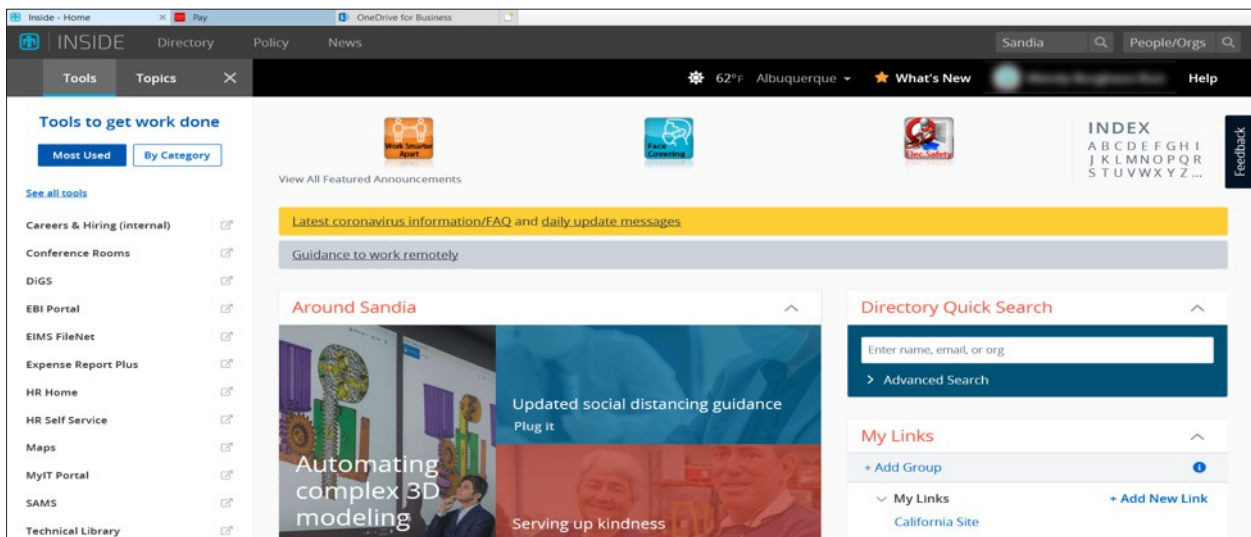 Inside - Home
Pay
OneDrive for Business
INSIDE
Directory
Policy
News
Sandia
People/Orgs
Tools
Topics
62°F Albuquerque
What's New
Help
Tools to get work done
Most Used
By Category
See all tools
Careers & Hiring (internal)
Conference Rooms
DiGS
EBI Portal
EIMS FileNet
Expense Report Plus
HR Home
HR Self Service
Maps
MyIT Portal
SAMS
Technical Library
Work Smarter
Apart
Face
Covering
Elec. Safety
View All Featured Announcements
INDEX
A B C D E F G H I
J K L M N O P Q R
S T U V W X Y Z ...
Feedback
Latest coronavirus information/FAQ and daily update messages
Guidance to work remotely
Around Sandia
Automating
complex 3D
modeling
Updated social distancing guidance
Plug it
Serving up kindness
Directory Quick Search
Enter name, email, or org
Advanced Search
My Links
+ Add Group
My Links
+ Add New Link
California Site